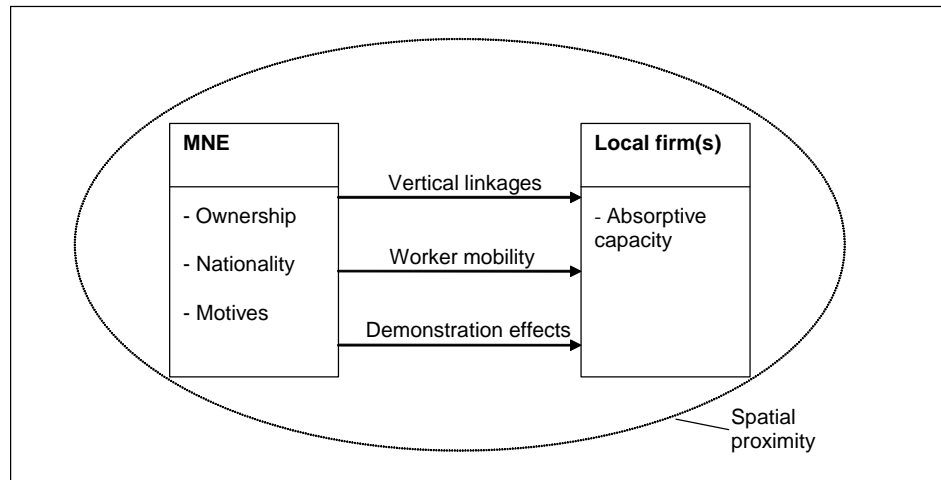 MNE
- Ownership
- Nationality
- Motives
Vertical linkages
Worker mobility
Demonstration effects
Local firm(s)
- Absorptive
capacity
Spatial
proximity